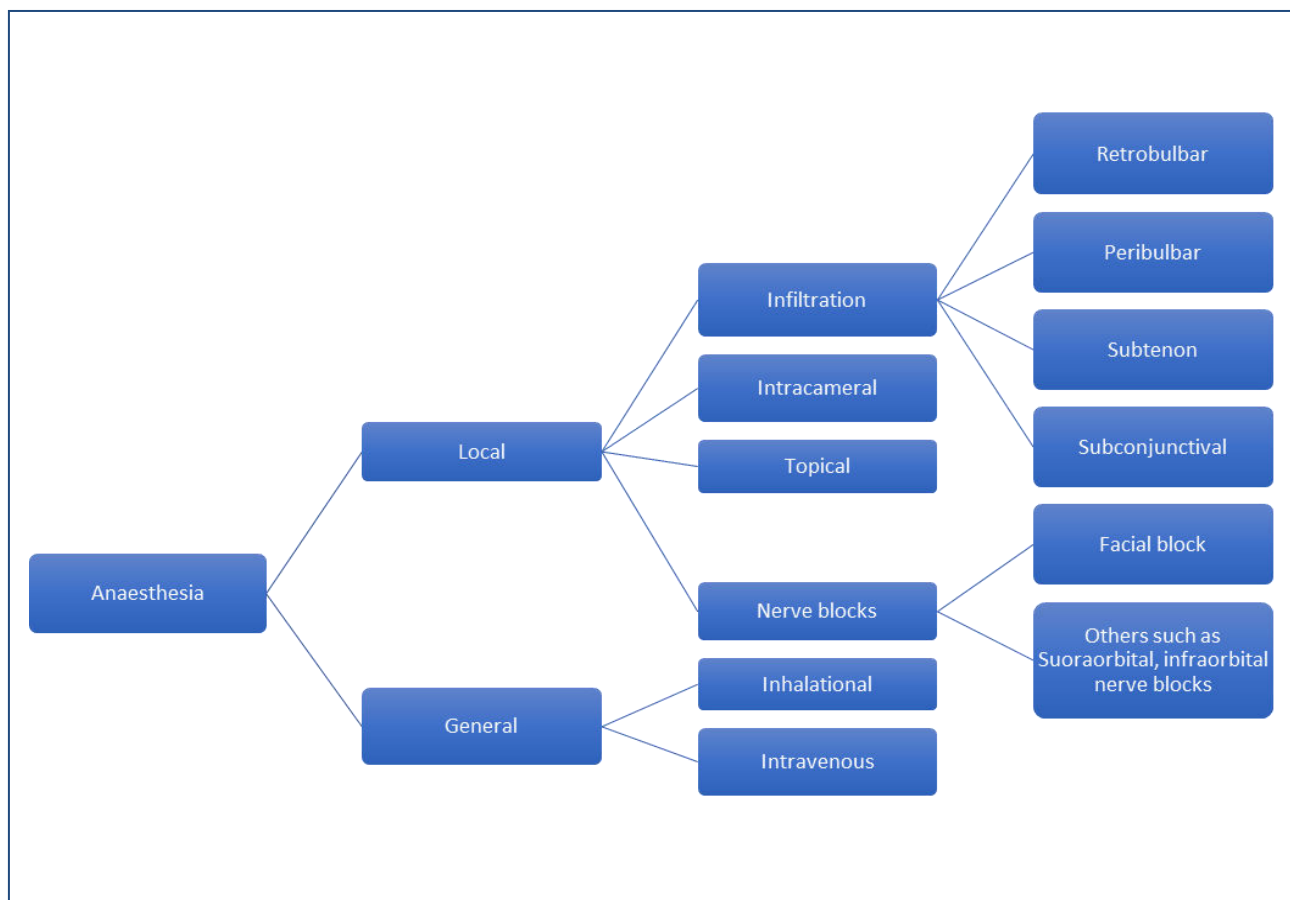 Anaesthesia
Local
General
Infiltration
Intracameral
Topical
Nerve blocks
Inhalational
Intravenous
Retrobulbar
Peribulbar
Subtenon
Subconjunctival
Facial block
Others such as
Suoraorbital, infraorbital
nerve blocks